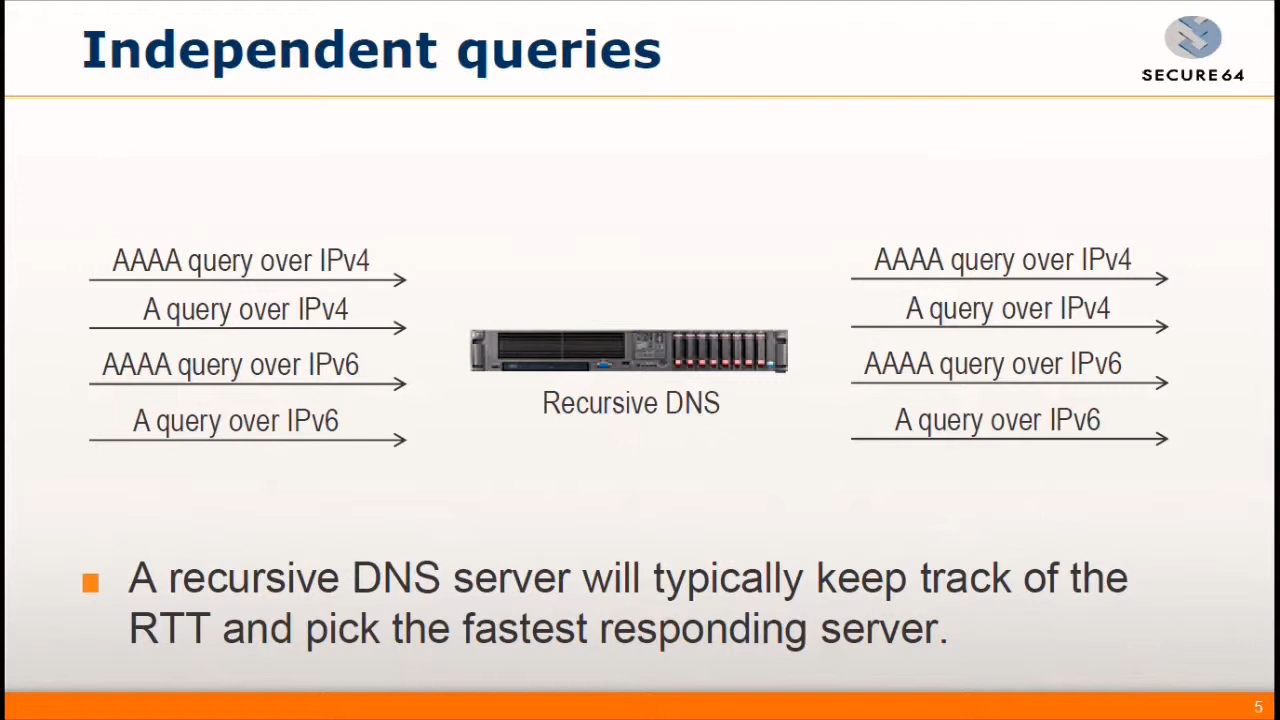 Independent queries
SECURE64
AAAA query over IPv4
A query over IPv4
AAAA query over IPv6
A query over IPv6
Recursive DNS
AAAA query over IPv4
A query over IPv4
AAAA query over IPv6
A query over IPv6
A recursive DNS server will typically keep track of the
RTT and pick the fastest responding server.
5